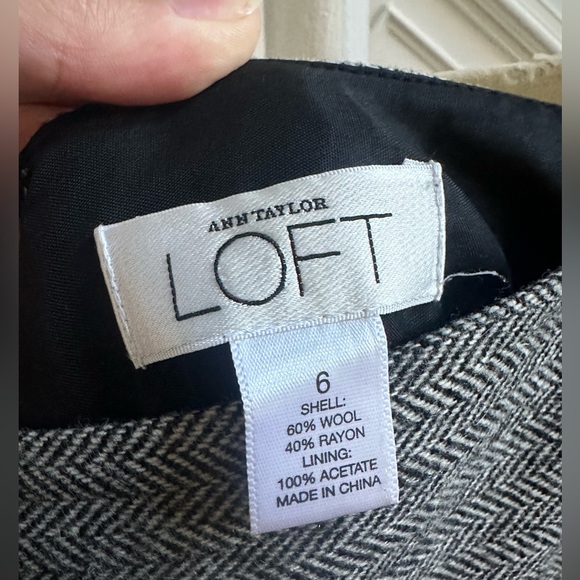 ANN TAYLOR
LOFT
6
SHELL:
60% WOOL
40% RAYON
LINING:
100% ACETATE
MADE IN CHINA